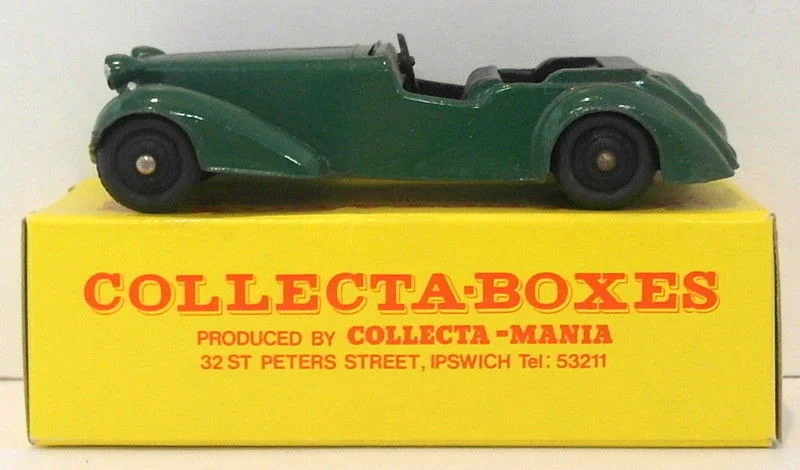 COLLECTA·BOXES
PRODUCED BY COLLECTA-MANIA
32 ST PETERS STREET, IPSWICH Tel: 53211